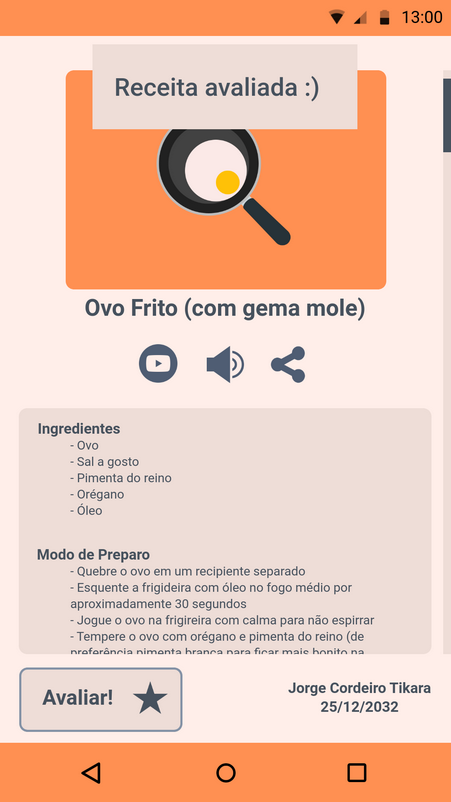 13:00
Receita avaliada :)
Ovo Frito (com gema mole)
Ingredientes
- Ovo
- Sal a gosto
- Pimenta do reino
- Orégano
- Óleo
Modo de Preparo
- Quebre o ovo em um recipiente separado
- Esquente a frigideira com óleo no fogo médio por
aproximadamente 30 segundos
- Jogue o ovo na frigireira com calma para não espirrar
- Tempere o ovo com orégano e pimenta do reino (de
preferência pimenta branca para ficar mais bonito na
Avaliar!
Jorge Cordeiro Tikara
25/12/2032